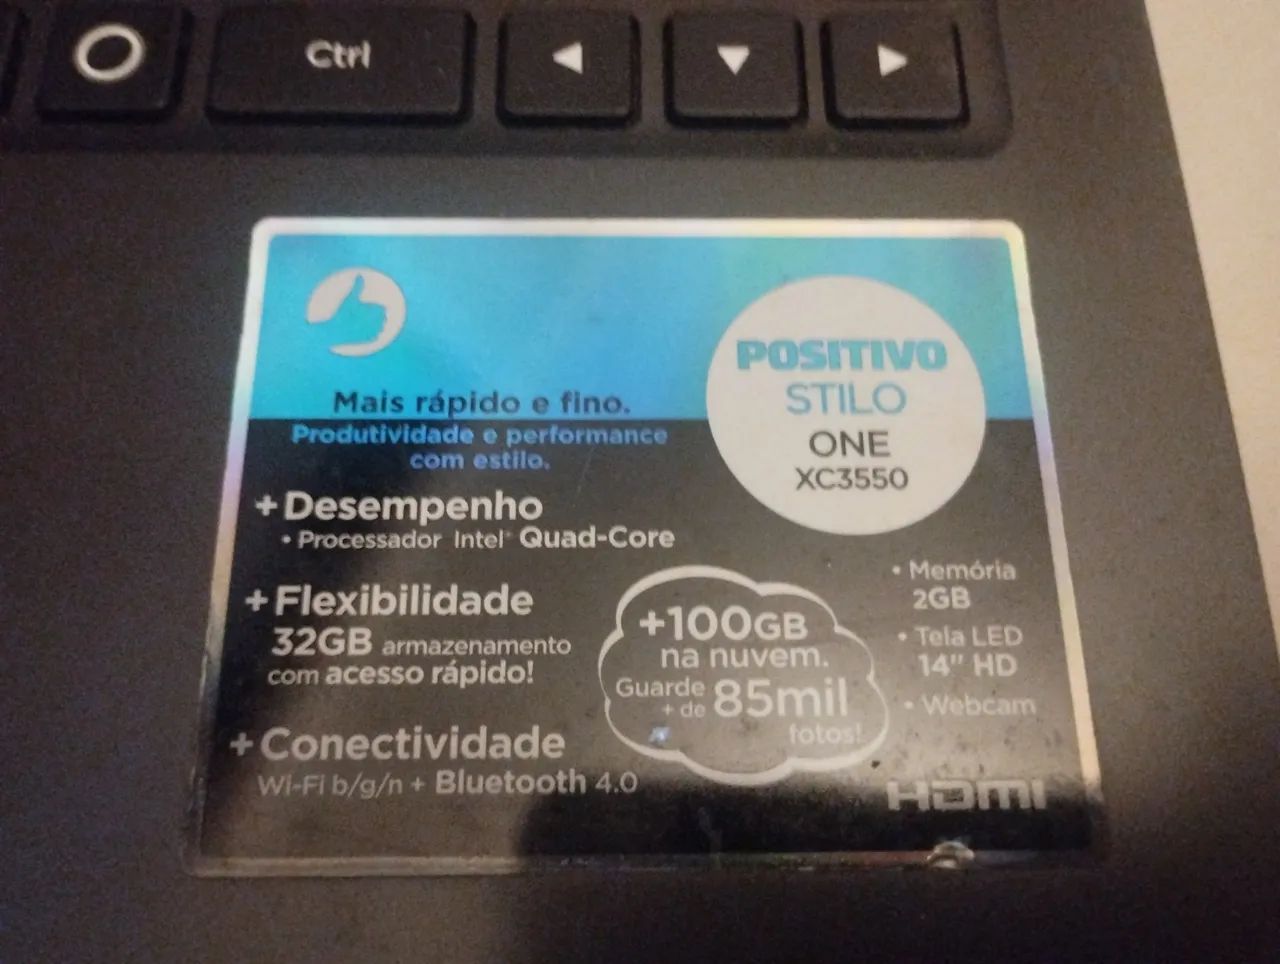 Ctrl
Mais rápido e fino.
Produtividade e performance
com estilo.
POSITIVO
STILO
ONE
XC3550
+ Desempenho
• Processador Intel® Quad-Core
+ Flexibilidade
32GB armazenamento
com acesso rápido!
+ Conectividade
Wi-Fi b/g/n + Bluetooth 4.0
+100GB
na nuvem.
Guarde
+ de 85mil
fotos!
• Memória
2GB
• Tela LED
14" HD
• Webcam
HDMI